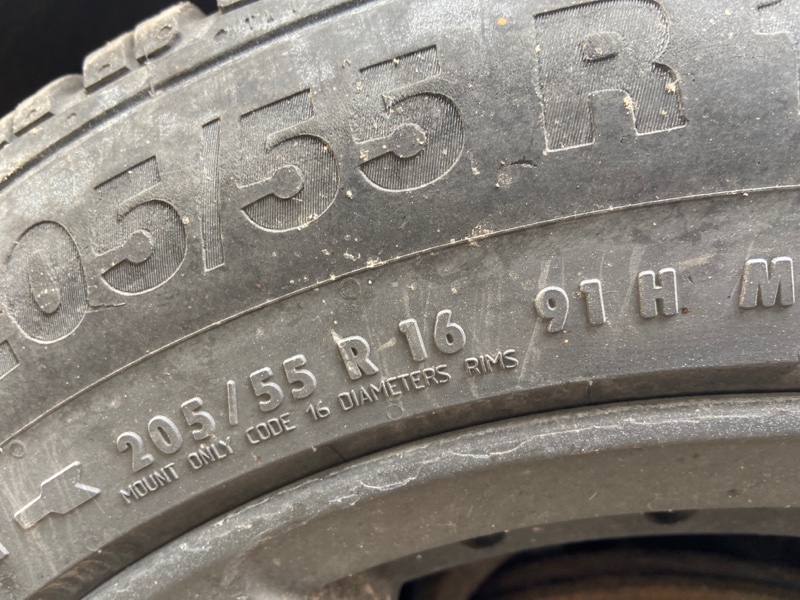 205/55 R
205/55 R 16 91 H M
MOUNT ONLY CODE 16 DIAMETERS RIMS